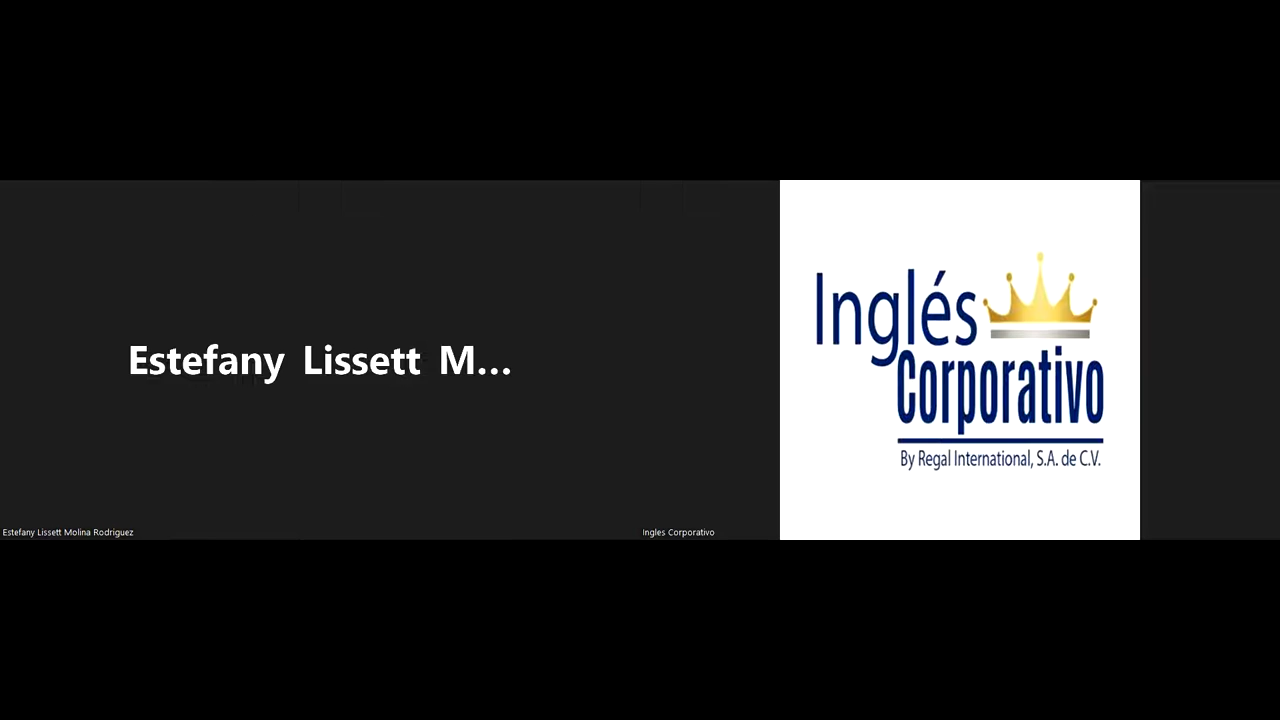 Estefany Lissett M...
Estefany Lissett Molina Rodriguez
Inglés
Corporativo
By Regal International, S.A. de C.V.
Ingles Corporativo